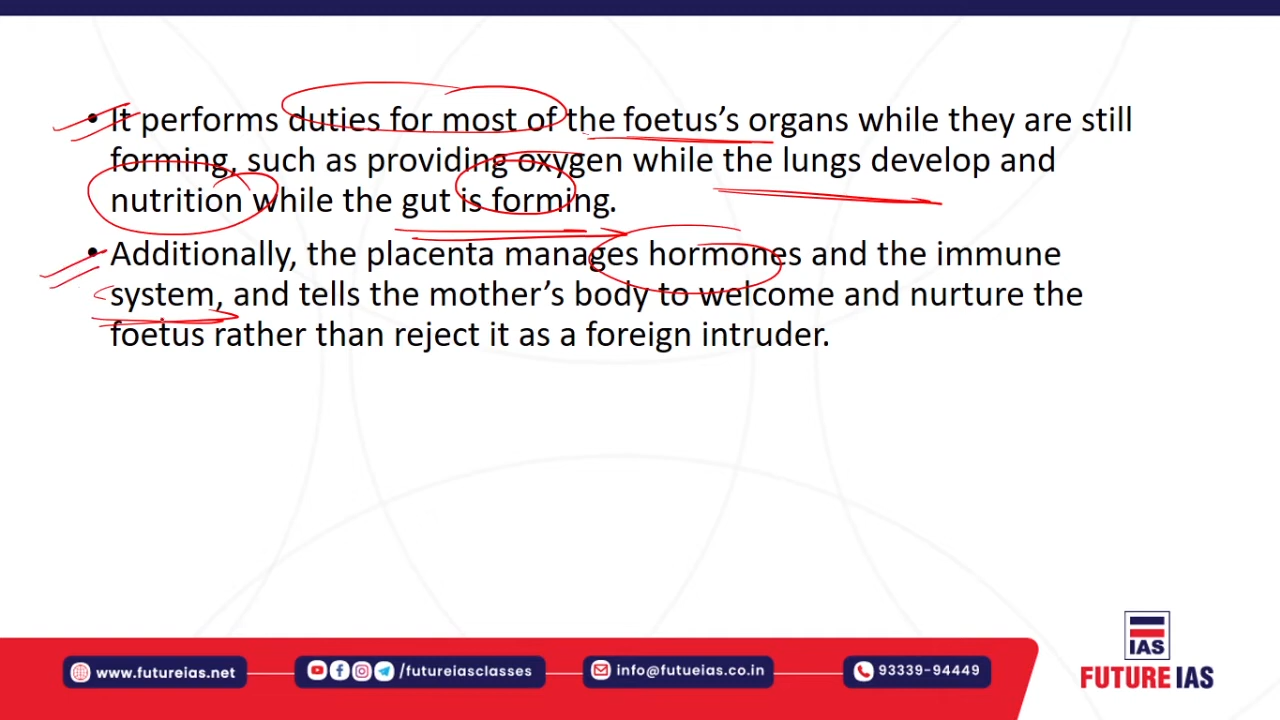 • It performs duties for most of the foetus's organs while they are still
forming, such as providing oxygen while the lungs develop and
nutrition while the gut is forming.
• Additionally, the placenta manages hormones and the immune
system, and tells the mother's body to welcome and nurture the
foetus rather than reject it as a foreign intruder.
IAS
FUTURE IAS
www.futureias.net
/futureiasclasses
info@futueias.co.in
93339-94449